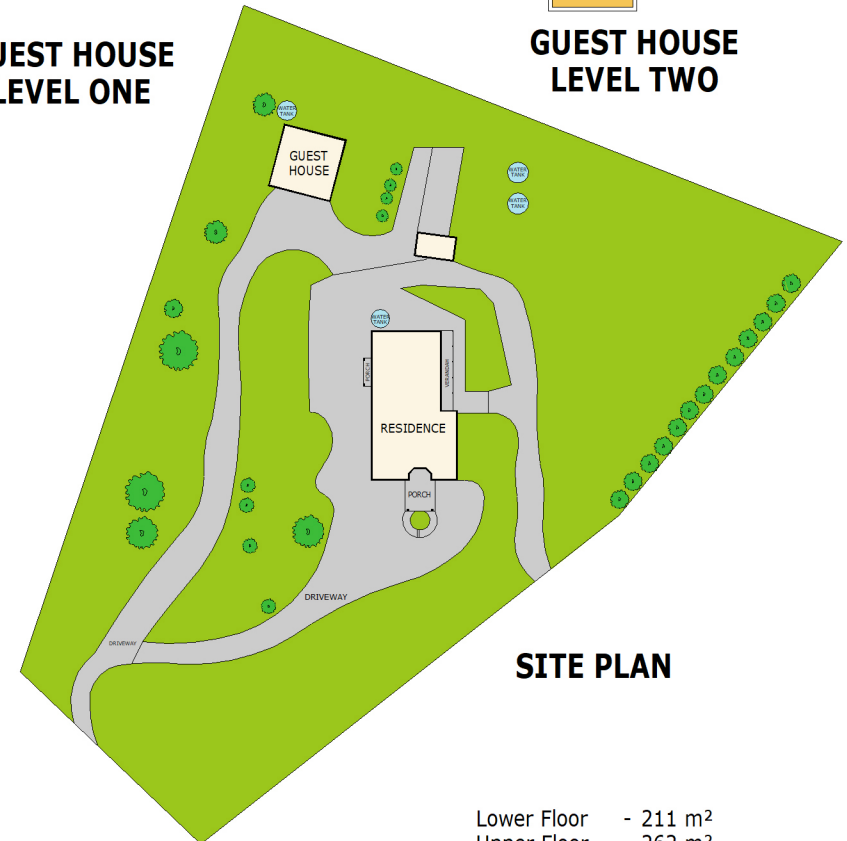 UEST HOUSE
LEVEL ONE
GUEST HOUSE
LEVEL TWO
WATER
TANK
GUEST
HOUSE
WATER
TANK
WATER
TANK
WATER
TANK
PORCH
VERANDAH
RESIDENCE
PORCH
DRIVEWAY
DRIVEWAY
SITE PLAN
Lower Floor - 211 m²